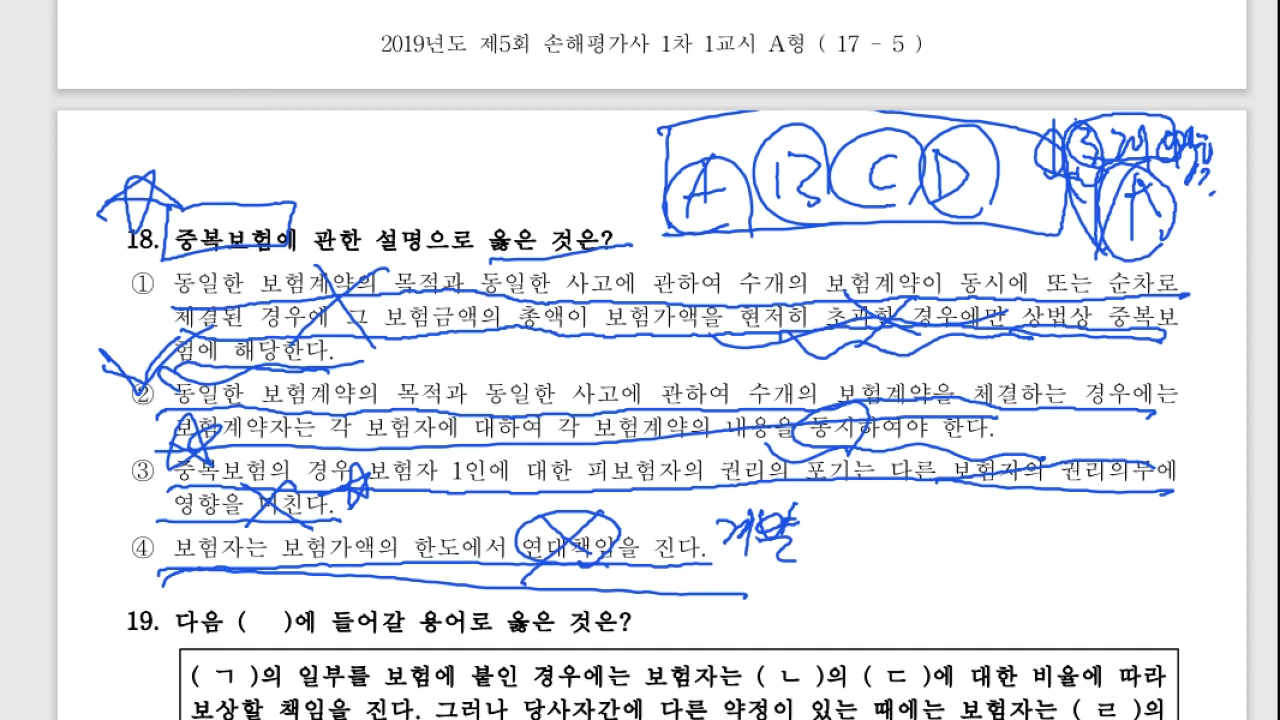 2019년도 제5회 손해평가사 1차 1교시 A형 ( 17 - 5 )
A B C D
A
18. 중복보험에 관한 설명으로 옳은 것은?
① 동일한 보험계약의 목적과 동일한 사고에 관하여 수개의 보험계약이 동시에 또는 순차로
체결된 경우에 그 보험금액의 총액이 보험가액을 현저히 초과한 경우에만 상법상 중복보
험에 해당한다.
② 동일한 보험계약의 목적과 동일한 사고에 관하여 수개의 보험계약을 체결하는 경우에는
보험계약자는 각 보험자에 대하여 각 보험계약의 내용을 통지하여야 한다.
③ 중복보험의 경우 보험자 1인에 대한 피보험자의 권리의 포기는 다른 보험자의 권리의무에
영향을 미친다.
④ 보험자는 보험가액의 한도에서 연대책임을 진다.
19. 다음 ( )에 들어갈 용어로 옳은 것은?
( ㄱ )의 일부를 보험에 붙인 경우에는 보험자는 ( ㄴ )의 ( ㄷ )에 대한 비율에 따라
보상할 책임을 진다. 그러나 당사자간에 다른 약정이 있는 때에는 보험자는 ( ㄹ )의